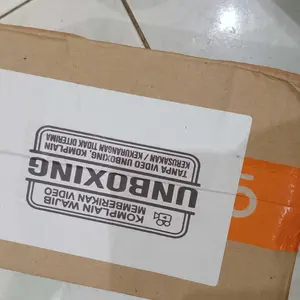 KOMPLAIN WAJIB
MEMBERIKAN VIDEO
UNBOXING
TANPA VIDEO UNBOXING, KOMPLAIN
KERUSAKAN / KEKURANGAN TIDAK DITERIMA